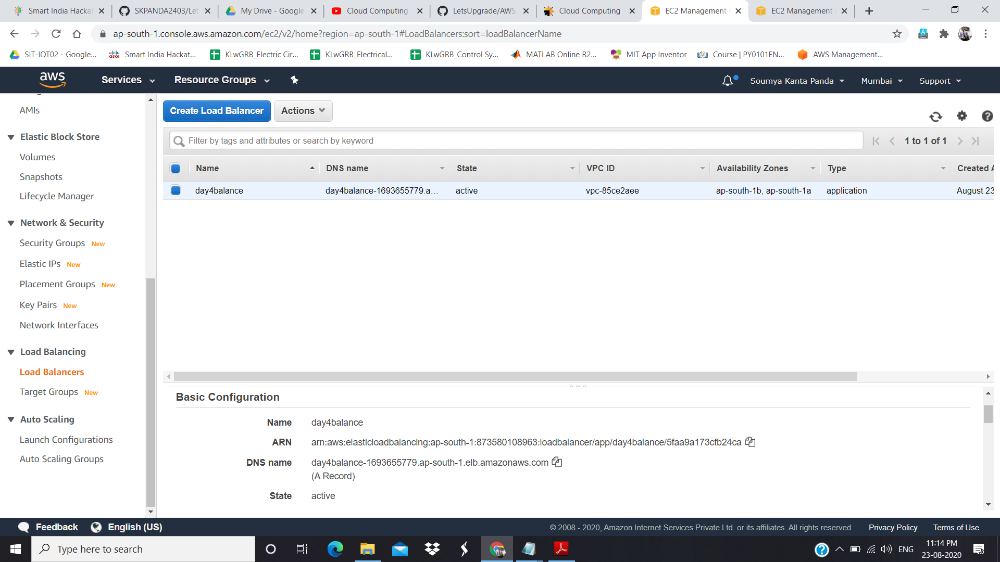 Smart India Hackat
SKPANDA2403/Let
My Drive - Google
Cloud Computing
LetsUpgrade/AWS-
Cloud Computing
EC2 Management
EC2 Management
ap-south-1.console.aws.amazon.com/ec2/v2/home?region=ap-south-1#LoadBalancers:sort=loadBalancerName
SIT-IOT02 - Google...
Smart India Hackat...
KLwGRB_Electric Cir...
KLwGRB_Electrical...
KLwGRB_Control Sy...
MATLAB Online R2...
MIT App Inventor
Course | PY0101EN...
AWS Management...
aws
Services
Resource Groups
Soumya Kanta Panda
Mumbai
Support
AMIs
Elastic Block Store
Volumes
Snapshots
Lifecycle Manager
Network & Security
Security Groups New
Elastic IPs New
Placement Groups New
Key Pairs New
Network Interfaces
Load Balancing
Load Balancers
Target Groups New
Auto Scaling
Launch Configurations
Auto Scaling Groups
Create Load Balancer
Actions
Filter by tags and attributes or search by keyword
1 to 1 of 1
Name DNS name State VPC ID Availability Zones Type Created A
day4balance day4balance-1693655779.a... active vpc-85ce2aee ap-south-1b, ap-south-1a application August 23
Basic Configuration
Name day4balance
ARN arn:aws:elasticloadbalancing:ap-south-1:873580108963:loadbalancer/app/day4balance/5faa9a173cfb24ca
DNS name day4balance-1693655779.ap-south-1.elb.amazonaws.com
(A Record)
State active
Feedback
English (US)
© 2008 - 2020, Amazon Internet Services Private Ltd. or its affiliates. All rights reserved.
Privacy Policy
Terms of Use
Type here to search
ENG
11:14 PM
23-08-2020